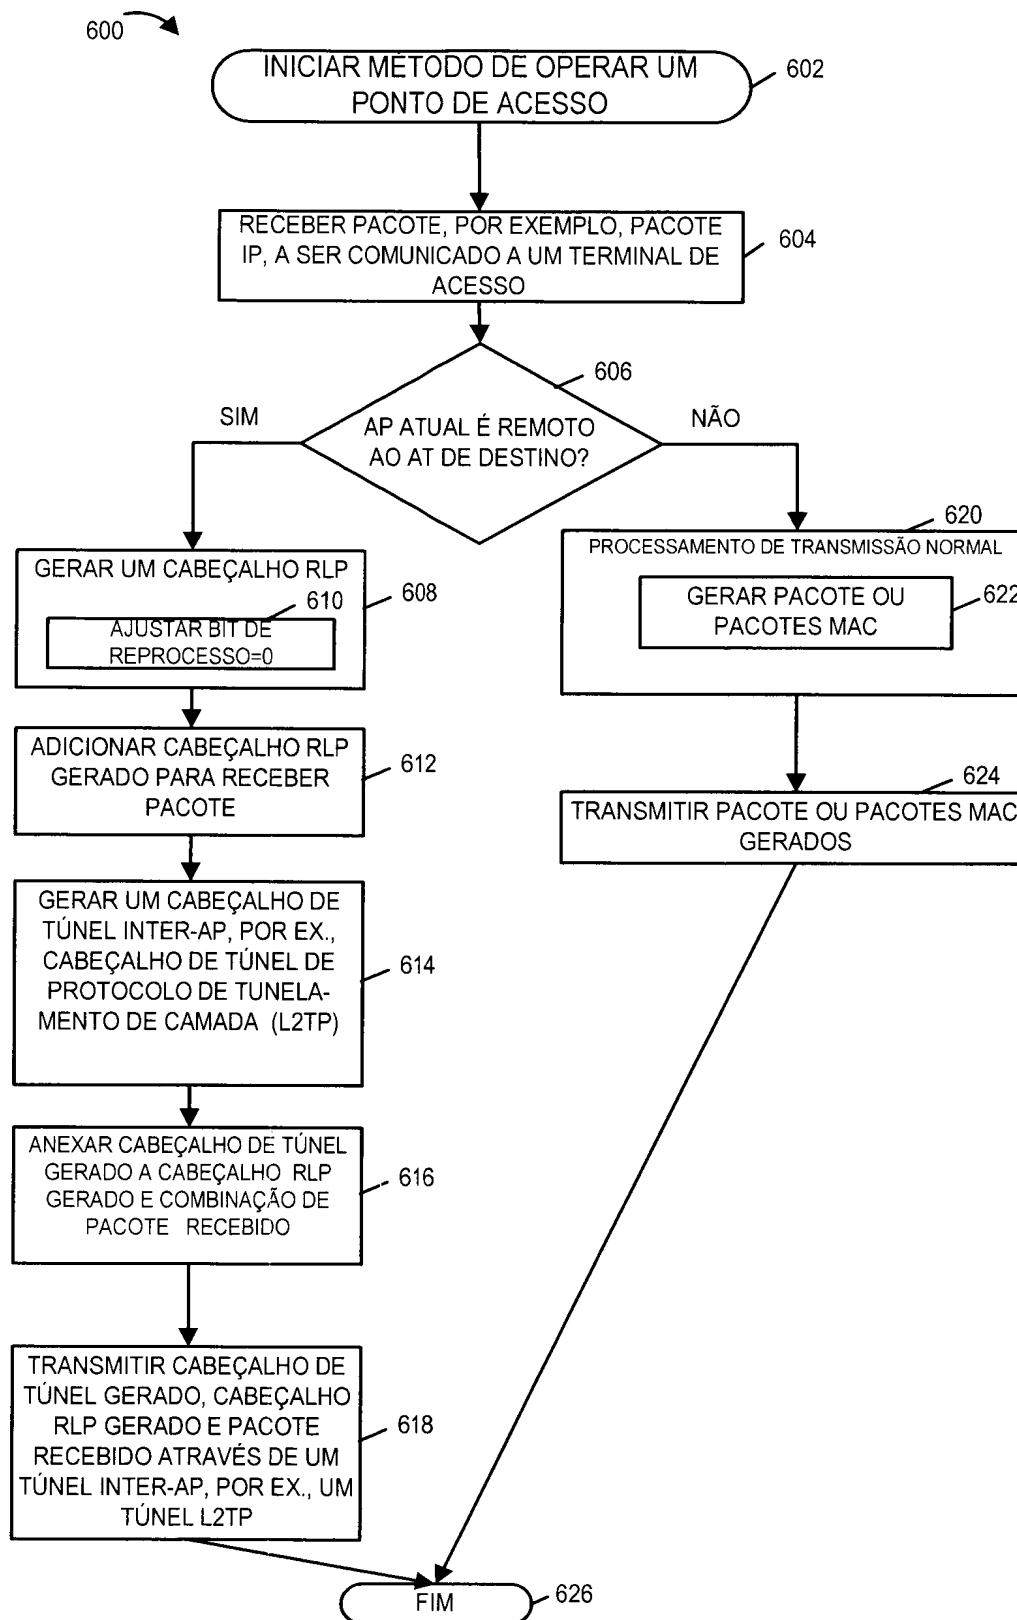 600
INICIAR MÉTODO DE OPERAR UM
PONTO DE ACESSO
602
RECEBER PACOTE, POR EXEMPLO, PACOTE
IP, A SER COMUNICADO A UM TERMINAL DE
ACESSO
604
606
AP ATUAL É REMOTO
AO AT DE DESTINO?
SIM
NÃO
GERAR UM CABEÇALHO RLP
608
610
AJUSTAR BIT DE
REPROCESSO=0
620
PROCESSAMENTO DE TRANSMISSÃO NORMAL
GERAR PACOTE OU
PACOTES MAC
622
ADICIONAR CABEÇALHO RLP
GERADO PARA RECEBER
PACOTE
612
624
TRANSMITIR PACOTE OU PACOTES MAC
GERADOS
GERAR UM CABEÇALHO DE
TÚNEL INTER-AP, POR EX.,
CABEÇALHO DE TÚNEL DE
PROTOCOLO DE TUNELA-
MENTO DE CAMADA (L2TP)
614
ANEXAR CABEÇALHO DE TÚNEL
GERADO A CABEÇALHO RLP
GERADO E COMBINAÇÃO DE
PACOTE RECEBIDO
616
TRANSMITIR CABEÇALHO DE
TÚNEL GERADO, CABEÇALHO
RLP GERADO E PACOTE
RECEBIDO ATRAVÉS DE UM
TÚNEL INTER-AP, POR EX., UM
TÚNEL L2TP
618
FIM
626